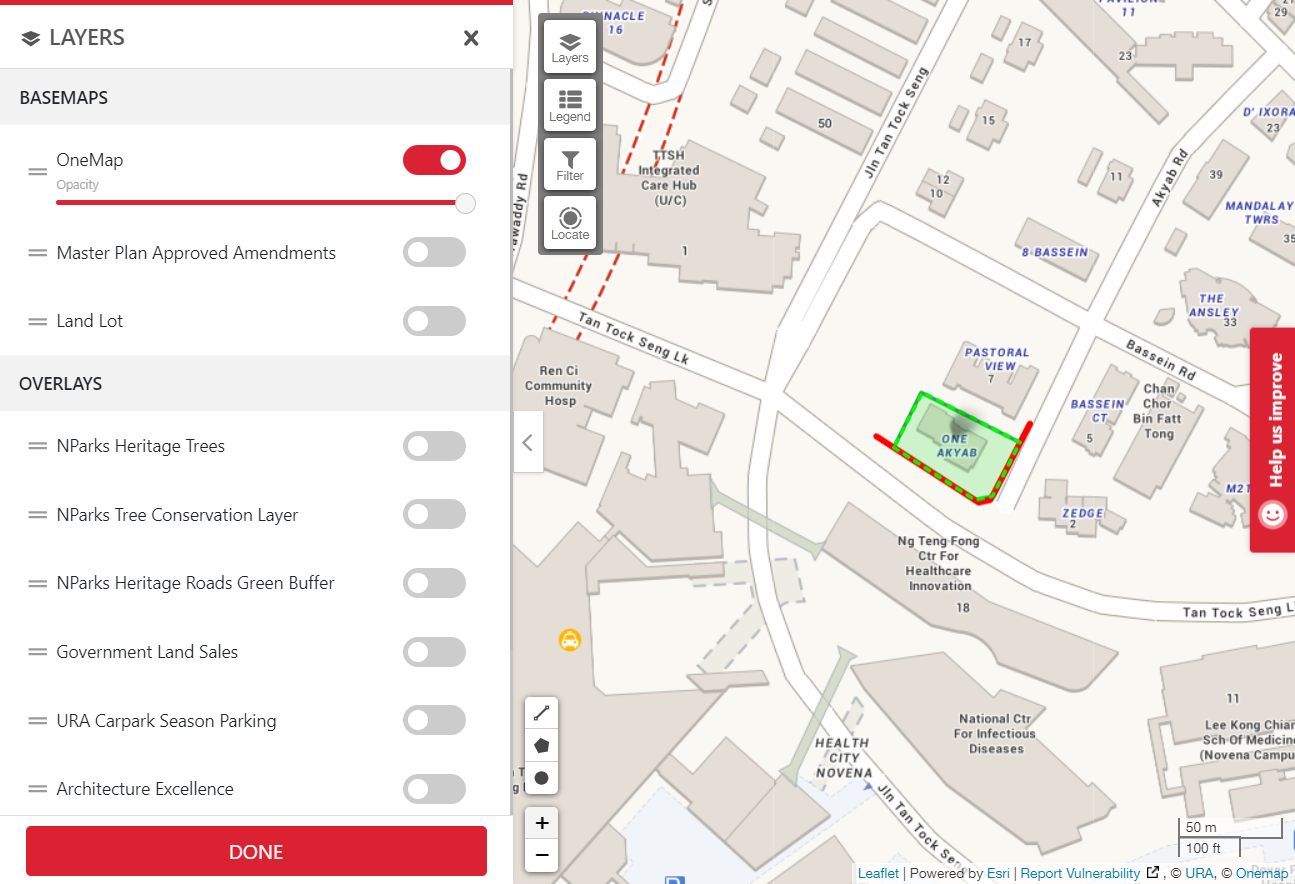 LAYERS
BASEMAPS
OneMap
Opacity
Master Plan Approved Amendments
Land Lot
OVERLAYS
NParks Heritage Trees
NParks Tree Conservation Layer
NParks Heritage Roads Green Buffer
Government Land Sales
URA Carpark Season Parking
Architecture Excellence
DONE
Layers
Legend
Filter
Locate
PINNACLE
16
PAVILION
11
29
17
23
50
15
Jln Tan Tock Seng
D' IXORA
23
TTSH
Integrated
Care Hub
(U/C)
1
12
10
11
Akyab Rd
39
MANDALAY
TWRS
35
8 BASSEIN
THE
ANSLEY
33
Tan Tock Seng Lk
Bassein Rd
PASTORAL
VIEW
7
Ren Ci
Community
Hosp
BASSEIN
CT
5
Chan
Chor
Bin Fatt
Tong
ONE
AKYAB
Help us improve
ZEDGE
2
Ng Teng Fong
Ctr For
Healthcare
Innovation
18
Tan Tock Seng
11
National Ctr
For Infectious
Diseases
Lee Kong Chian
Sch Of Medicine
(Novena Campus
HEALTH
CITY
NOVENA
Jln Tan Tock Seng
+
−
50 m
100 ft
Leaflet | Powered by Esri | Report Vulnerability , © URA, © Onemap